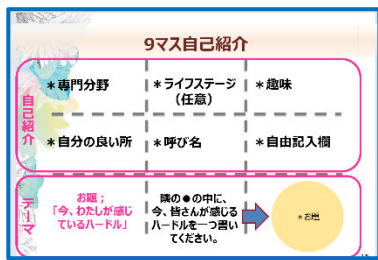 9マス自己紹介
自己紹介
＊専門分野
＊ライフステージ
（任意）
＊趣味
＊自分の良い所
＊呼び名
＊自由記入欄
テーマ
お題；
「今、わたしが感じ
ているハードル」
隣の●の中に、
今、皆さんが感じる
ハードルを一つ書い
てください。
＊お題